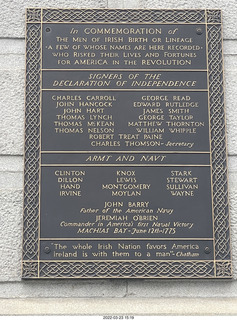 In COMMEMORATION of
THE MEN OF IRISH BIRTH OR LINEAGE
·A FEW OF WHOSE NAMES ARE HERE RECORDED·
WHO RISKED THEIR LIVES AND FORTUNES
FOR AMERICA IN THE REVOLUTION
SIGNERS OF THE
DECLARATION OF INDEPENDENCE
CHARLES CARROLL GEORGE READ
JOHN HANCOCK EDWARD RUTLEDGE
JOHN HART JAMES SMITH
THOMAS LYNCH GEORGE TAYLOR
THOMAS McKEAN MATTHEW THORNTON
THOMAS NELSON WILLIAM WHIPPLE
ROBERT TREAT PAINE
CHARLES THOMSON - Secretary
ARMY AND NAVY
CLINTON KNOX STARK
DILLON LEWIS STEWART
HAND MONTGOMERY SULLIVAN
IRVINE MOYLAN WAYNE
JOHN BARRY
Father of the American Navy
JEREMIAH O'BRIEN
Commander in America's first Naval Victory
MACHIAS BAY - June 12th - 1775
"The whole Irish Nation favors America
Ireland is with them to a man" - Chatham
2022-03-23 15:19